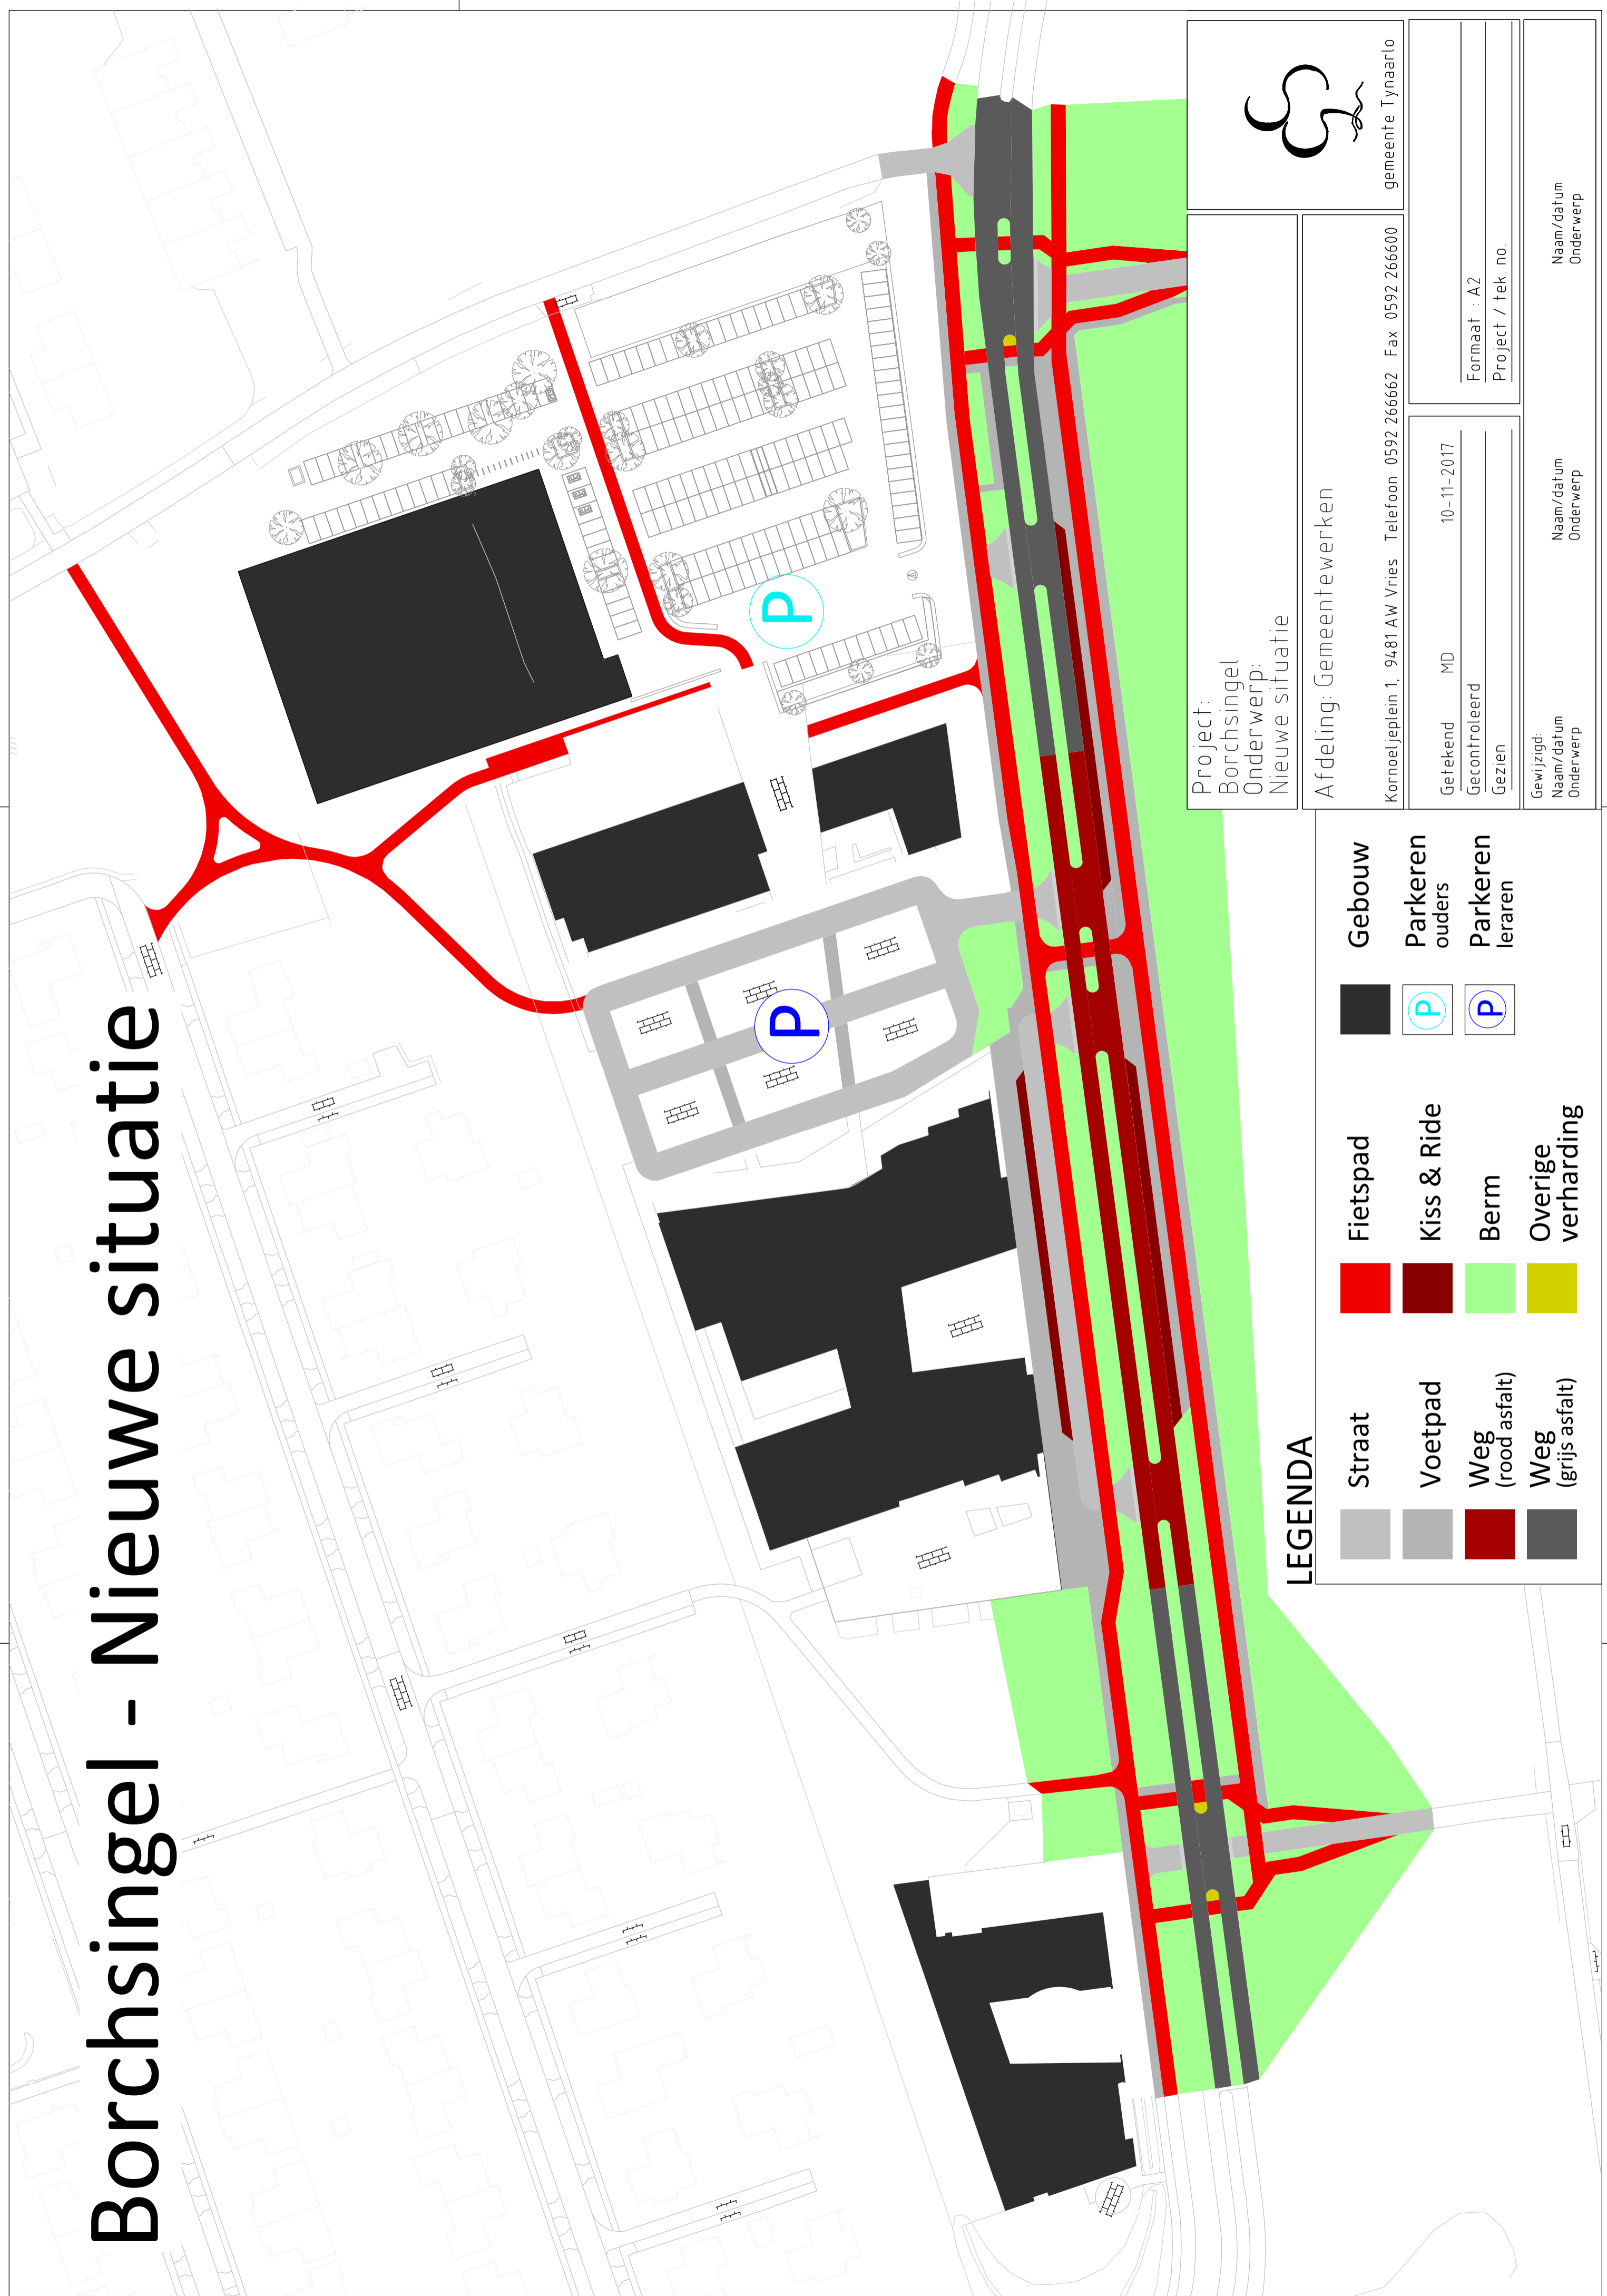 Borchsingel - Nieuwe situatie
P
P
LEGENDA
Straat
Voetpad
Weg
(rood asfalt)
Weg
(grijs asfalt)
Fietspad
Kiss & Ride
Berm
Overige
verharding
Gebouw
P
Parkeren
ouders
P
Parkeren
leraren
Project:
Borchsingel
Onderwerp:
Nieuwe situatie
Afdeling: Gemeentewerken
Kornoeljeplein 1, 9481 AW Vries Telefoon 0592 266662 Fax 0592 266600
gemeente Tynaarlo
Getekend MD 10-11-2017
Gecontroleerd
Gezien
Formaat : A2
Project / tek. no.
Gewijzigd:
Naam/datum
Onderwerp
Naam/datum
Onderwerp
Naam/datum
Onderwerp